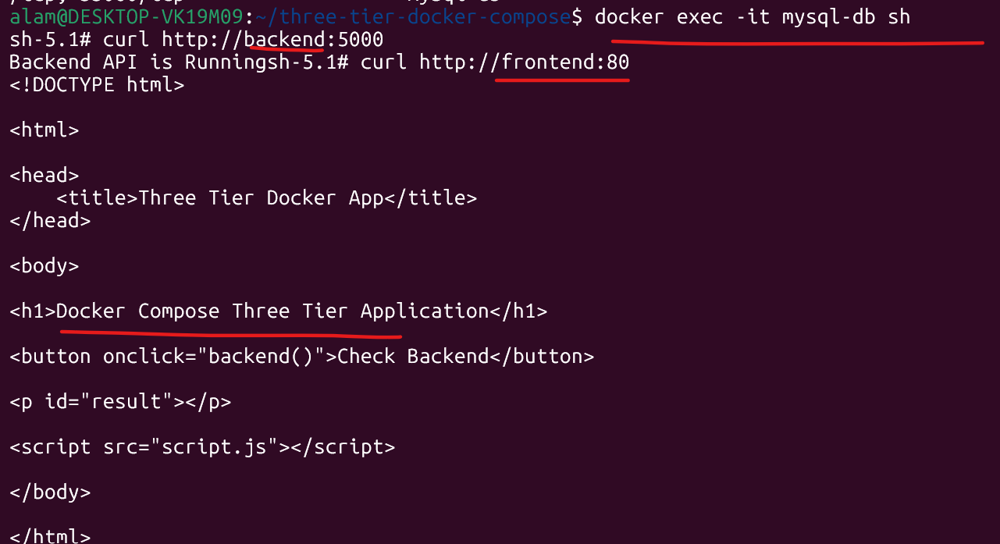 alam@DESKTOP-VK19M09:~/three-tier-docker-compose$ docker exec -it mysql-db sh
sh-5.1# curl http://backend:5000
Backend API is Runningsh-5.1# curl http://frontend:80
<!DOCTYPE html>
<html>
<head>
    <title>Three Tier Docker App</title>
</head>
<body>
<h1>Docker Compose Three Tier Application</h1>
<button onclick="backend()">Check Backend</button>
<p id="result"></p>
<script src="script.js"></script>
</body>
</html>